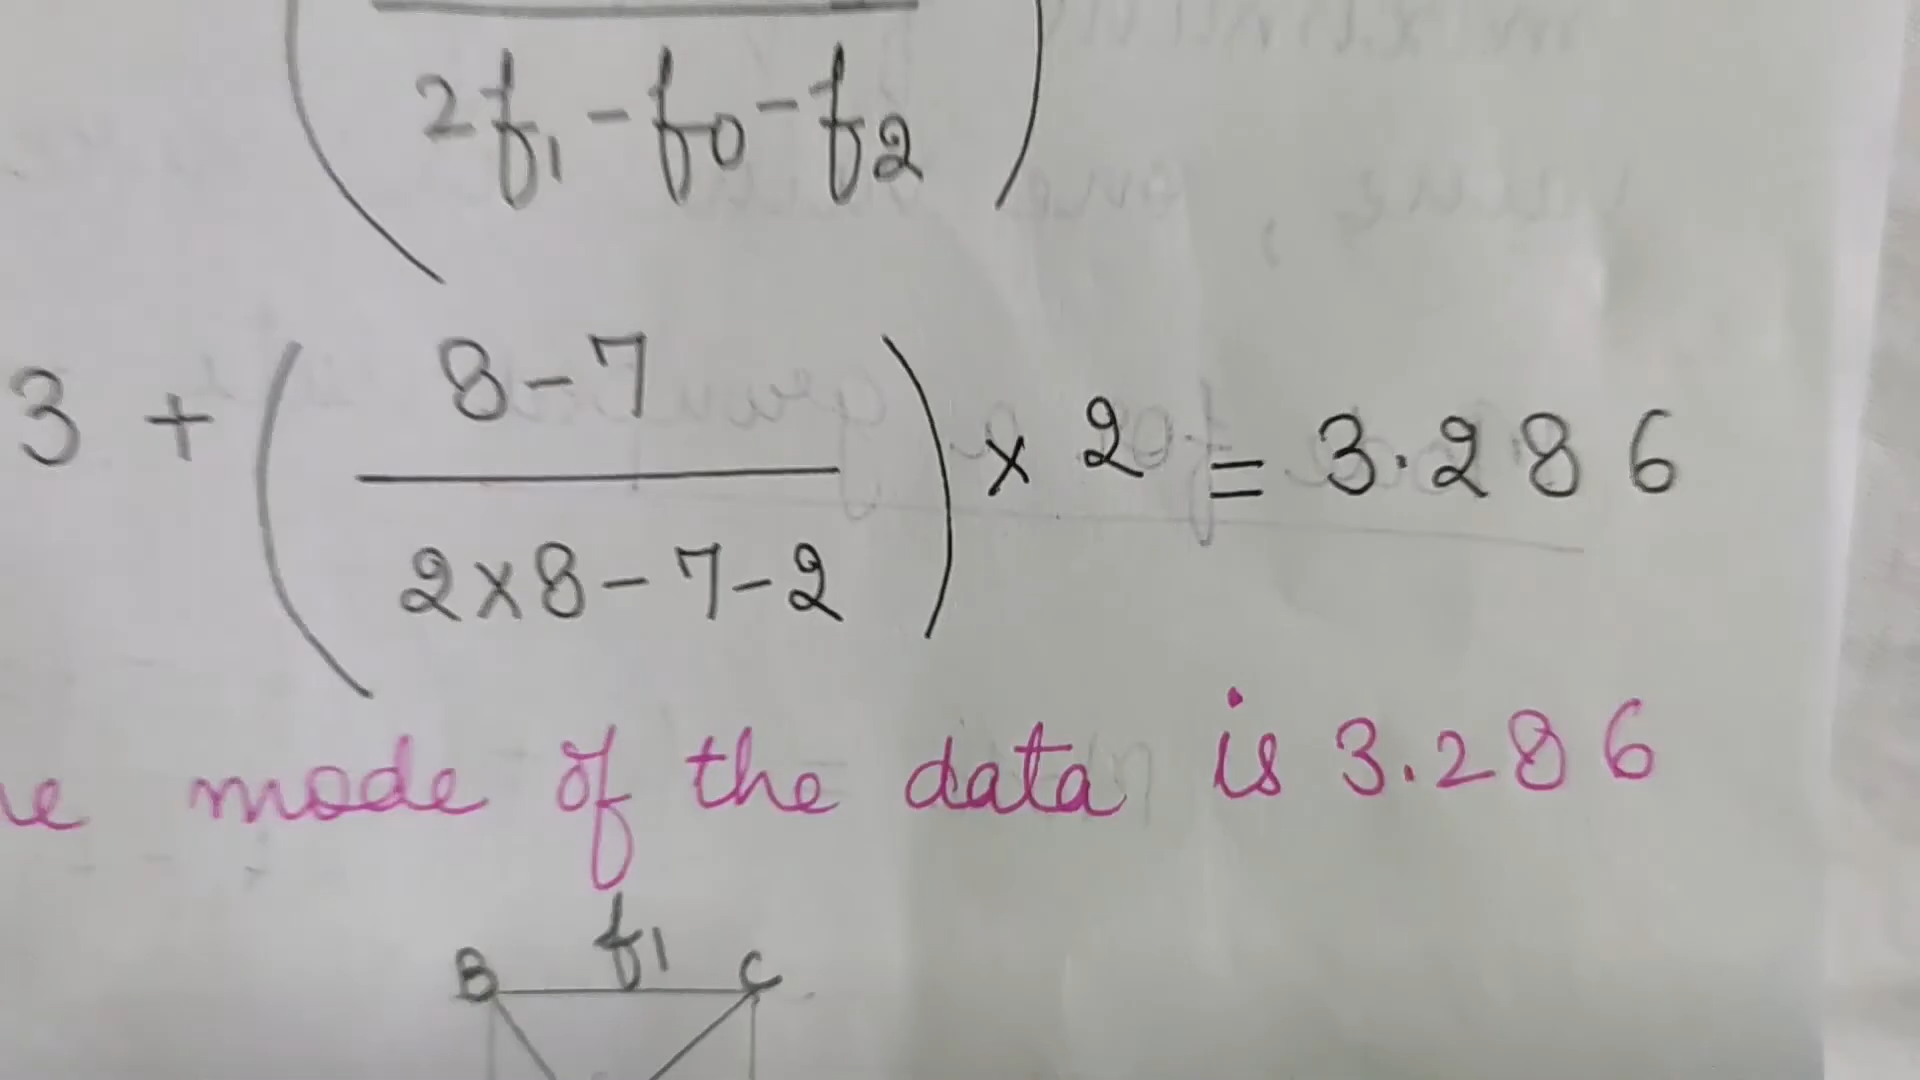 2f₁ - f₀ - f₂
3 + ( 8 - 7 / 2 × 8 - 7 - 2 ) × 2 = 3.286
mode of the data is 3.286
f₁
B C